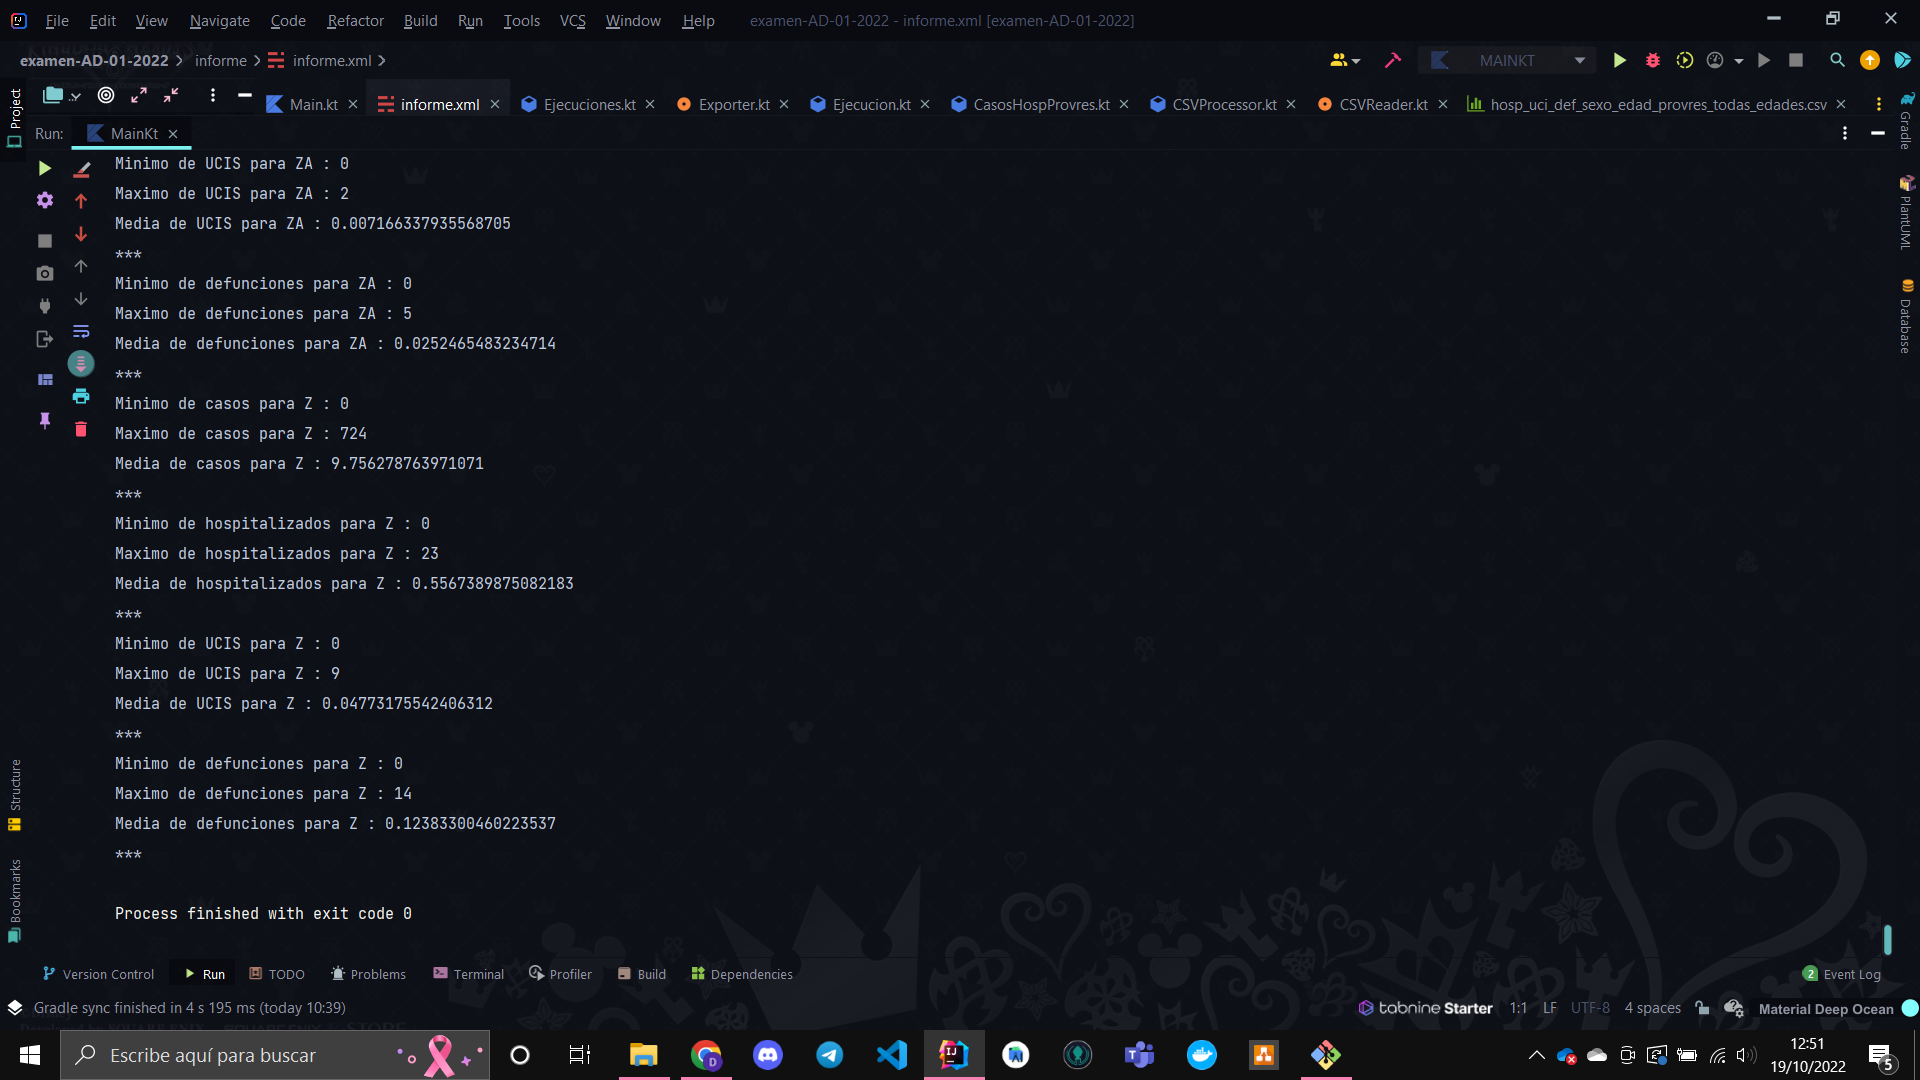 File Edit View Navigate Code Refactor Build Run Tools VCS Window Help examen-AD-01-2022 - informe.xml [examen-AD-01-2022]
examen-AD-01-2022 informe informe.xml MAINKT
Project
Main.kt informe.xml Ejecuciones.kt Exporter.kt Ejecucion.kt CasosHospProvres.kt CSVProcessor.kt CSVReader.kt hosp_uci_def_sexo_edad_provres_todas_edades.csv
Gradle
Run: MainKt
Minimo de UCIS para ZA : 0
Maximo de UCIS para ZA : 2
Media de UCIS para ZA : 0.007166337935568705
***
PlantUML
Minimo de defunciones para ZA : 0
Maximo de defunciones para ZA : 5
Media de defunciones para ZA : 0.0252465483234714
***
Database
Minimo de casos para Z : 0
Maximo de casos para Z : 724
Media de casos para Z : 9.756278763971071
***
Minimo de hospitalizados para Z : 0
Maximo de hospitalizados para Z : 23
Media de hospitalizados para Z : 0.5567389875082183
***
Minimo de UCIS para Z : 0
Maximo de UCIS para Z : 9
Media de UCIS para Z : 0.04773175542406312
***
Minimo de defunciones para Z : 0
Maximo de defunciones para Z : 14
Media de defunciones para Z : 0.12383300460223537
***
Structure
Bookmarks
Process finished with exit code 0
Version Control Run TODO Problems Terminal Profiler Build Dependencies 2 Event Log
Gradle sync finished in 4 s 195 ms (today 10:39) tabnine Starter 1:1 LF UTF-8 4 spaces Material Deep Ocean
Escribe aquí para buscar
12:51
19/10/2022
5